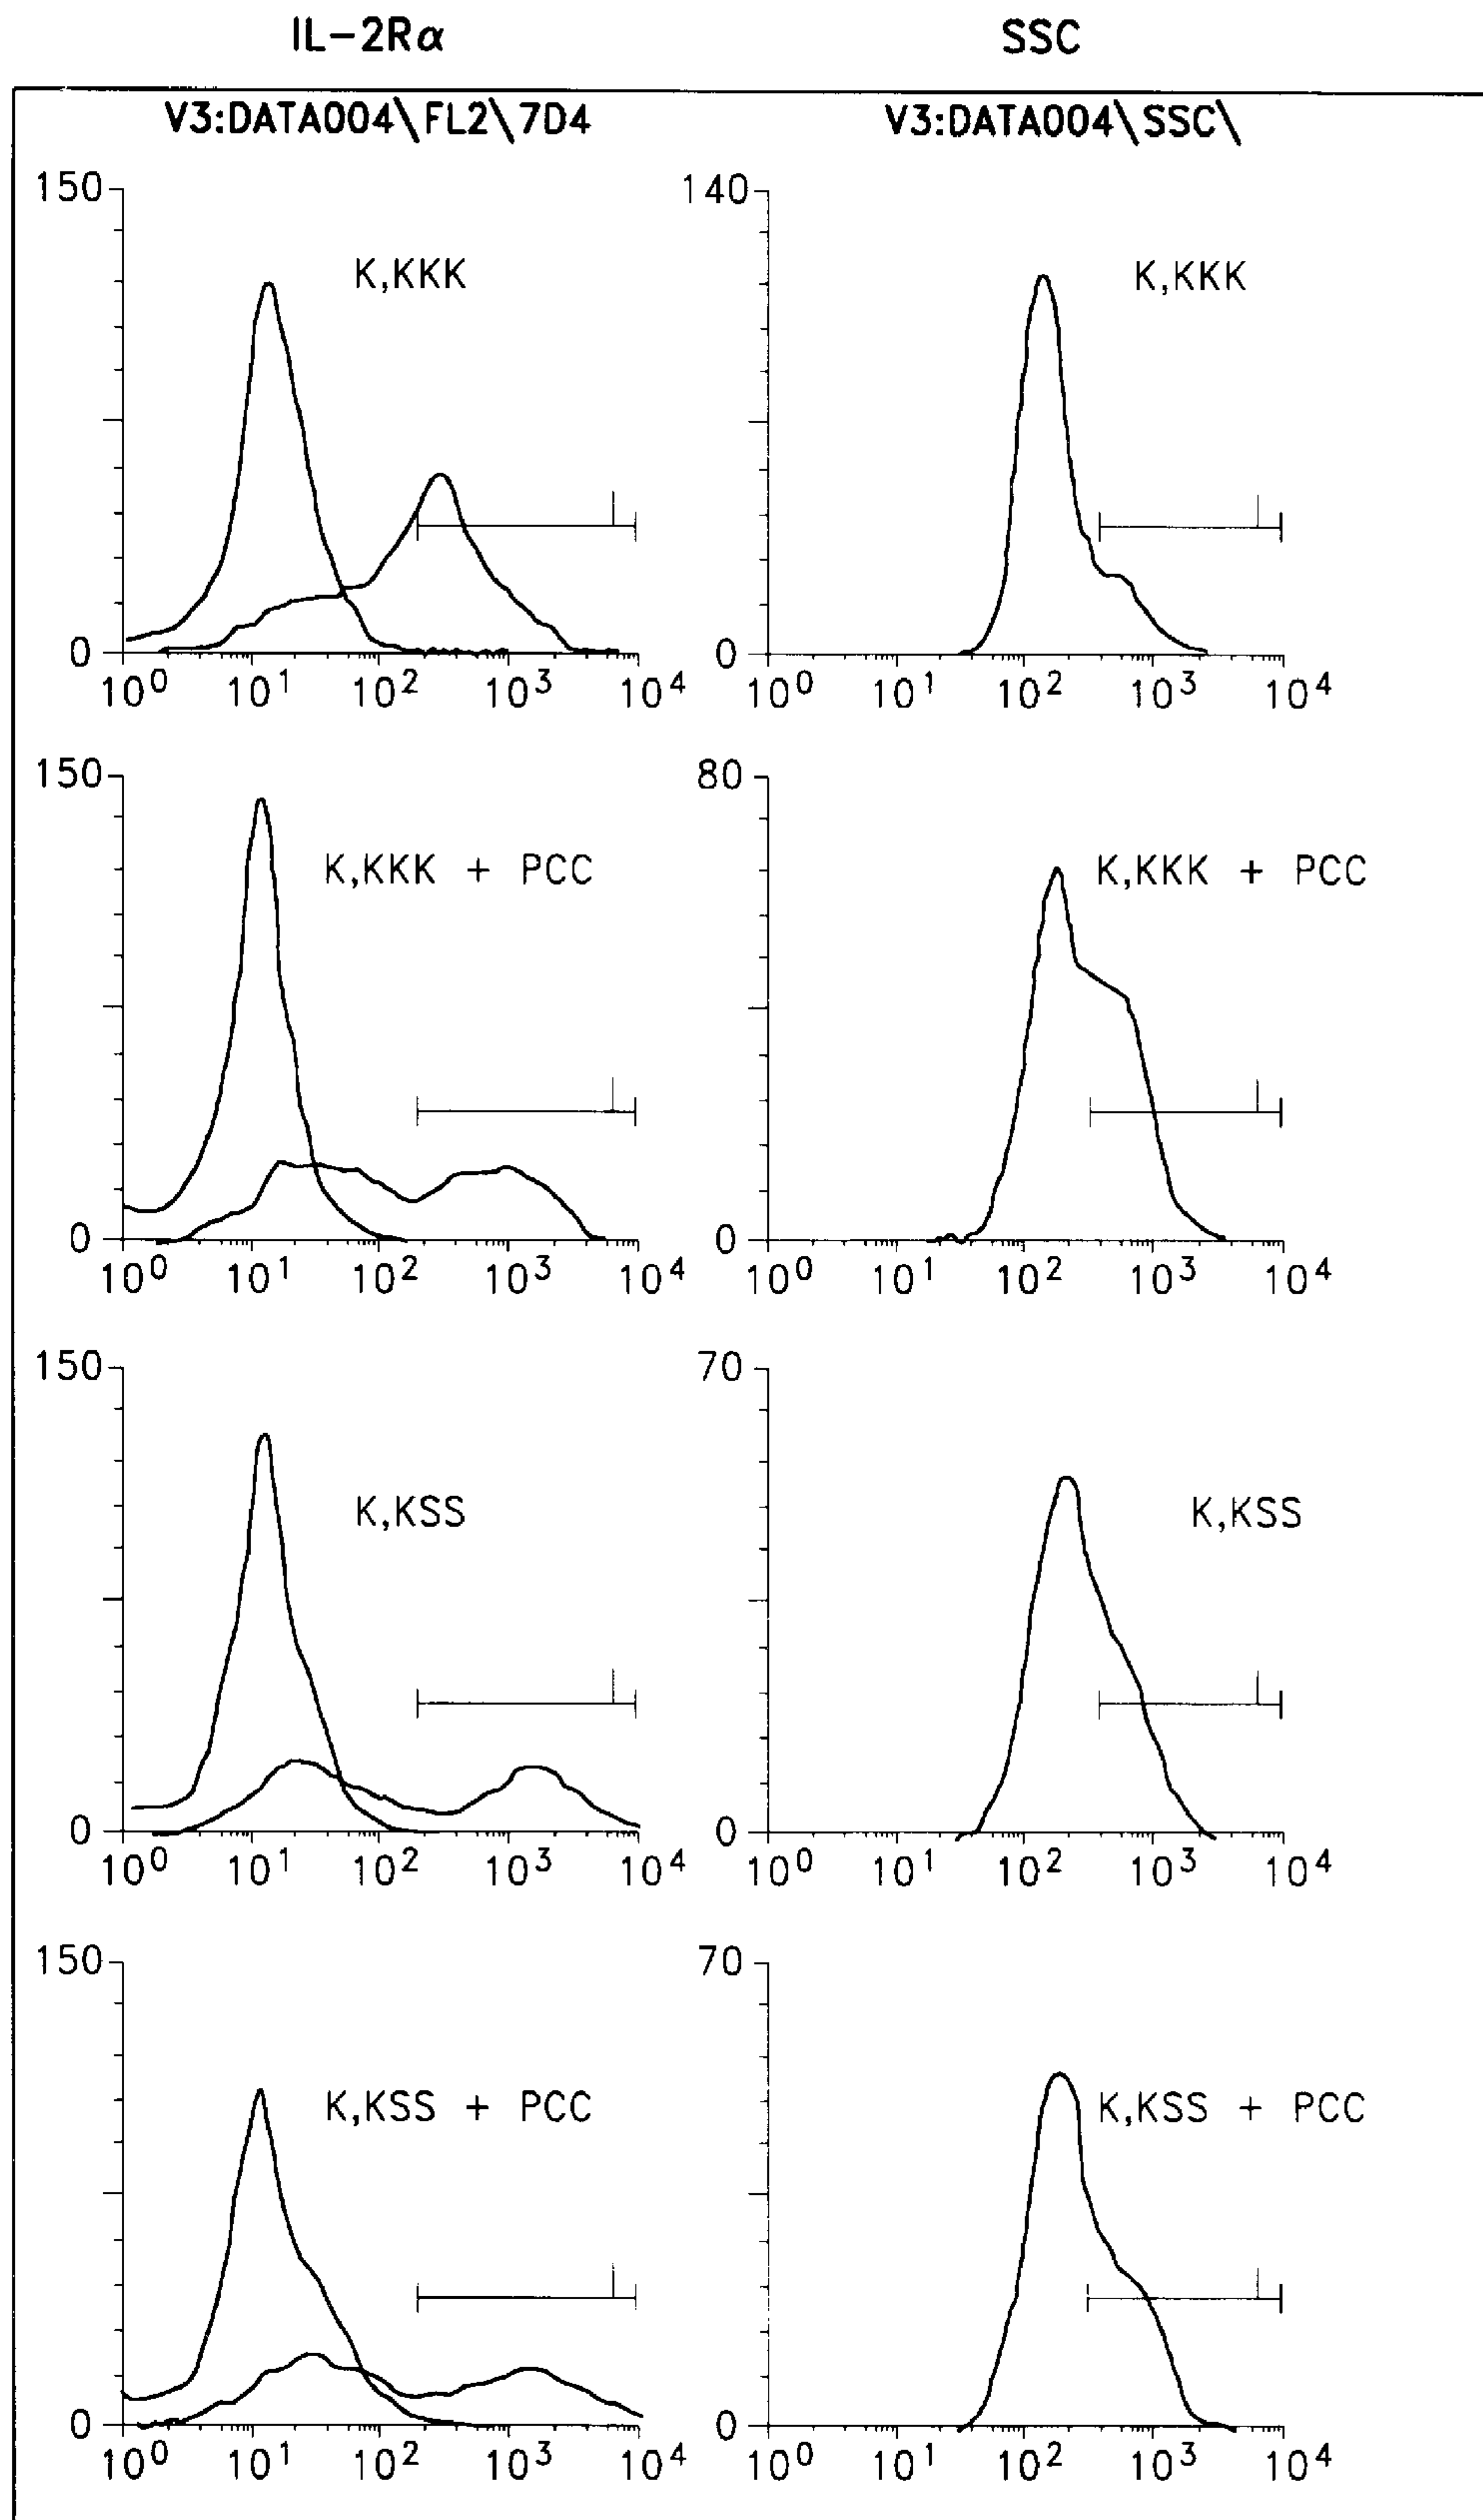 IL-2Rα SSC
V3:DATA004\FL2\7D4 V3:DATA004\SSC\
150 140
K,KKK K,KKK
0 0
10⁰ 10¹ 10² 10³ 10⁴ 10⁰ 10¹ 10² 10³ 10⁴
150 80
K,KKK + PCC K,KKK + PCC
0 0
10⁰ 10¹ 10² 10³ 10⁴ 10⁰ 10¹ 10² 10³ 10⁴
150 70
K,KSS K,KSS
0 0
10⁰ 10¹ 10² 10³ 10⁴ 10⁰ 10¹ 10² 10³ 10⁴
150 70
K,KSS + PCC K,KSS + PCC
0 0
10⁰ 10¹ 10² 10³ 10⁴ 10⁰ 10¹ 10² 10³ 10⁴